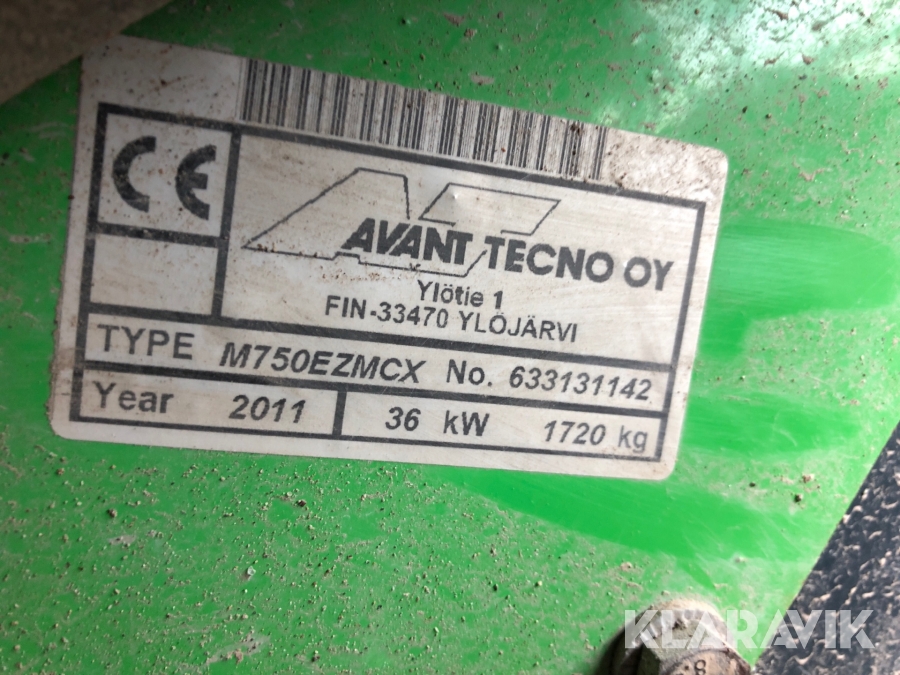 CE
AVANT TECNO OY
Ylötie 1
FIN-33470 YLÖJÄRVI
TYPE M750EZMCX No. 633131142
Year 2011 36 kW 1720 kg
KLARAVIK
8